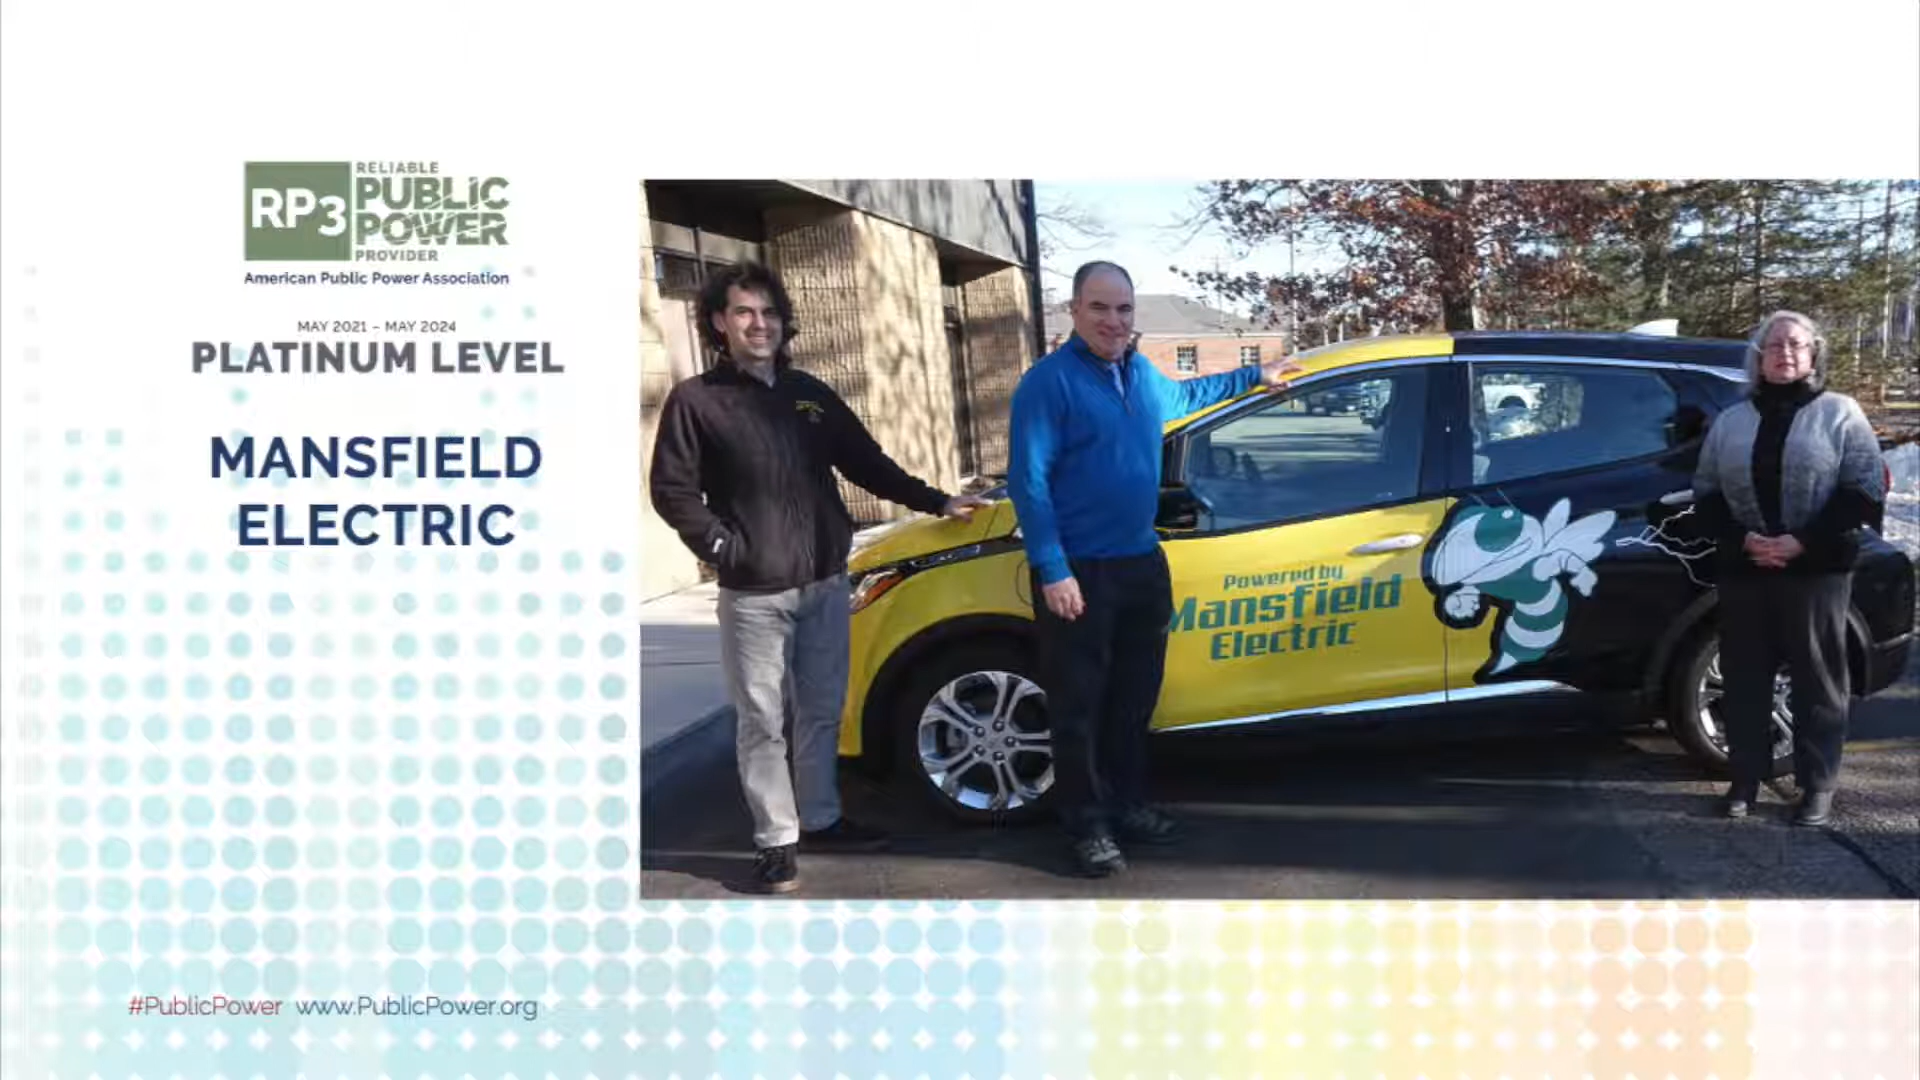 RP3
RELIABLE
PUBLIC
POWER
PROVIDER
American Public Power Association
MAY 2021 – MAY 2024
PLATINUM LEVEL
MANSFIELD
ELECTRIC
Powered by
Mansfield
Electric
#PublicPower www.PublicPower.org